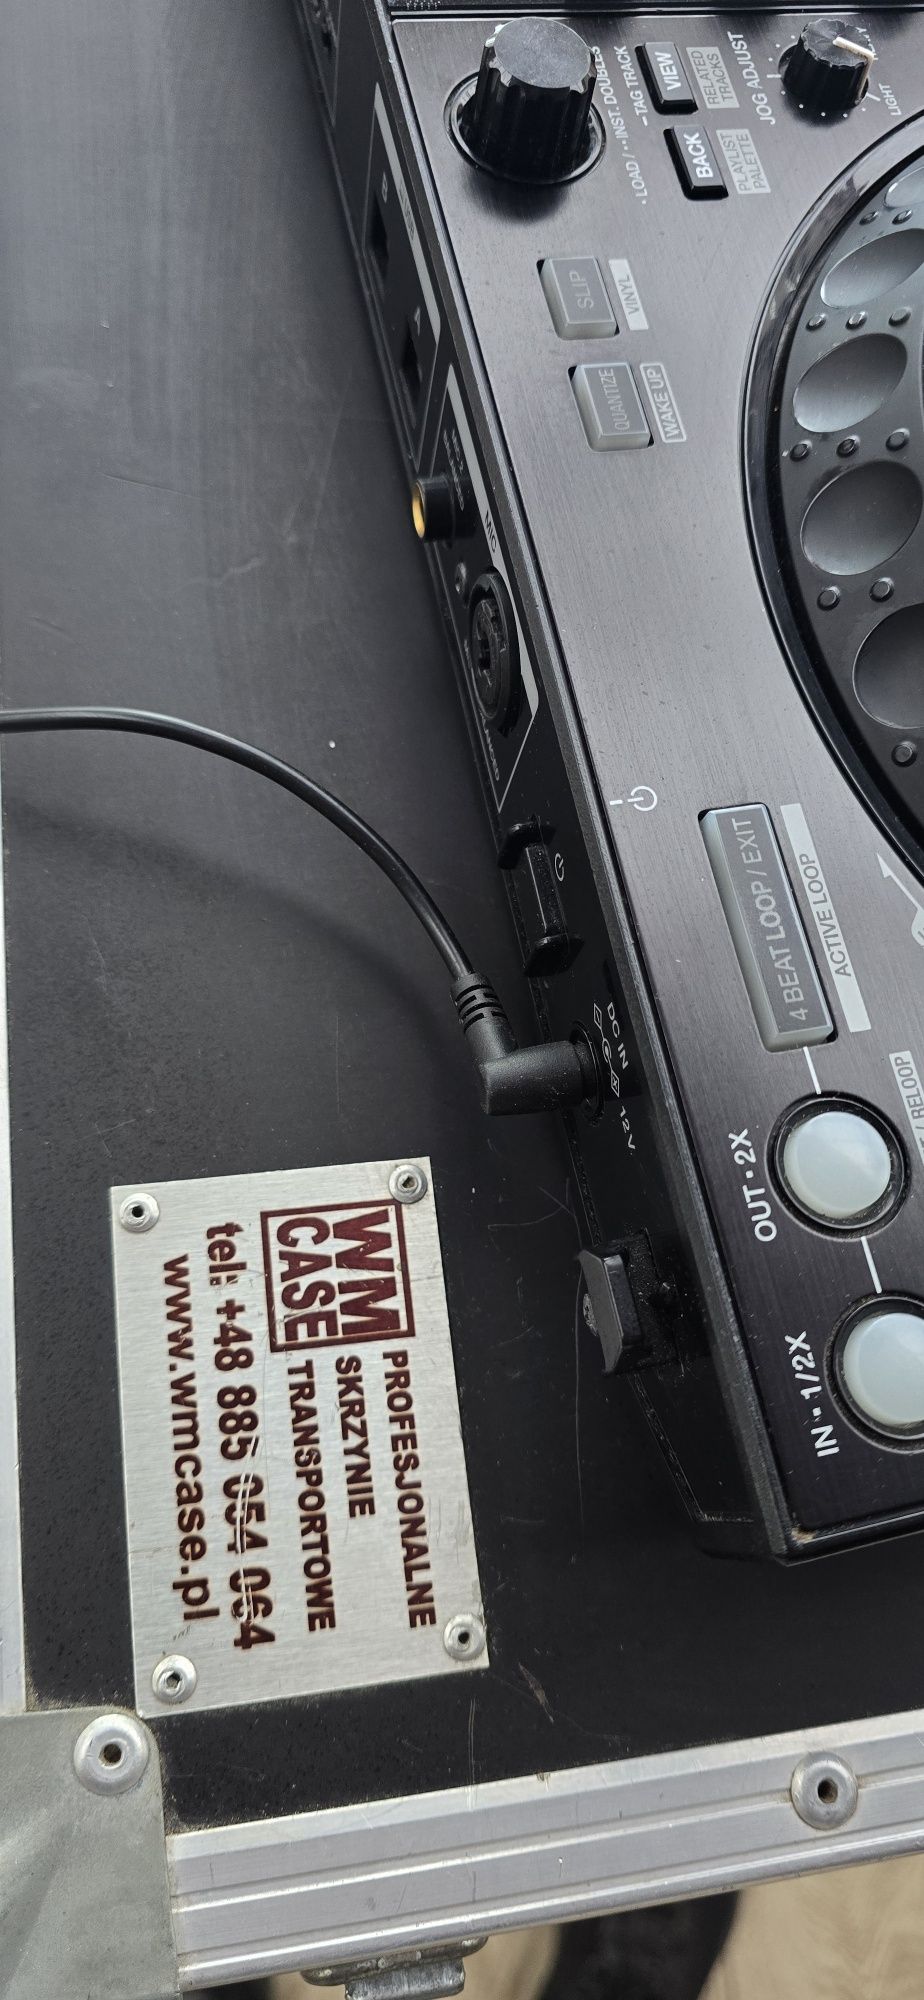 LOAD / ·· INST. DOUBLES
– TAG TRACK
VIEW
RELATED
TRACKS
BACK
PLAYLIST
PALETTE
JOG ADJUST
LIGHT
SLIP
VINYL
QUANTIZE
WAKE UP
MIC
4 BEAT LOOP / EXIT
ACTIVE LOOP
/ RELOOP
OUT • 2X
IN • 1/2X
DC IN
12V
B
A
WM
CASE
PROFESJONALNE
SKRZYNIE
TRANSPORTOWE
tel: +48 885 054 064
www.wmcase.pl